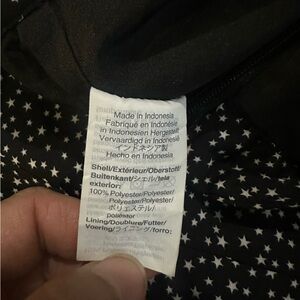 Made in Indonesia
Fabriqué en Indonésie
in Indonesien Hergestellt
Vervaardigd in Indonesië
インドネシア製
Hecho en Indonesia
Shell/Extérieur/Oberstoff/
Buitenkant/シェル/tela
exterior:
100% Polyester/Polyester/
Polyester/Polyester/
ポリエステル/
poliéster
Lining/Doublure/Futter/
Voering/ライニング/forro: